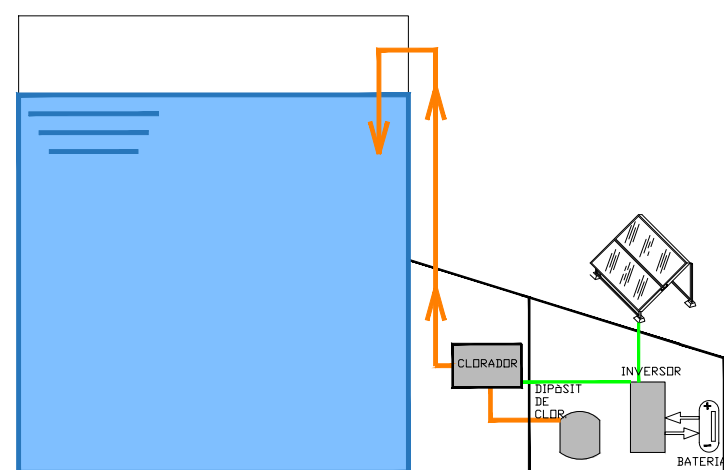 CLORADOR
INVERSOR
DIPÒSIT
DE
CLOR.
+
-
BATERIA